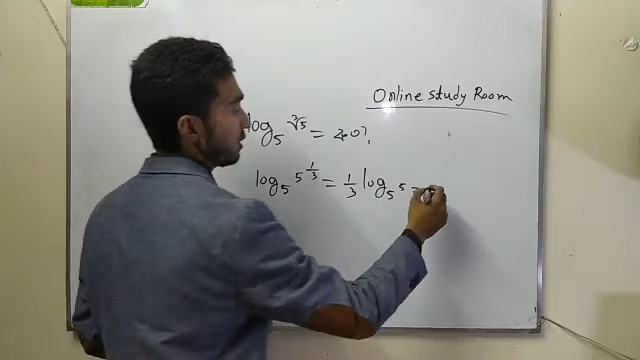 Online Study Room
log₅ ∛5 =
log₅ 5^(1/3) = 1/3 log₅ 5 =